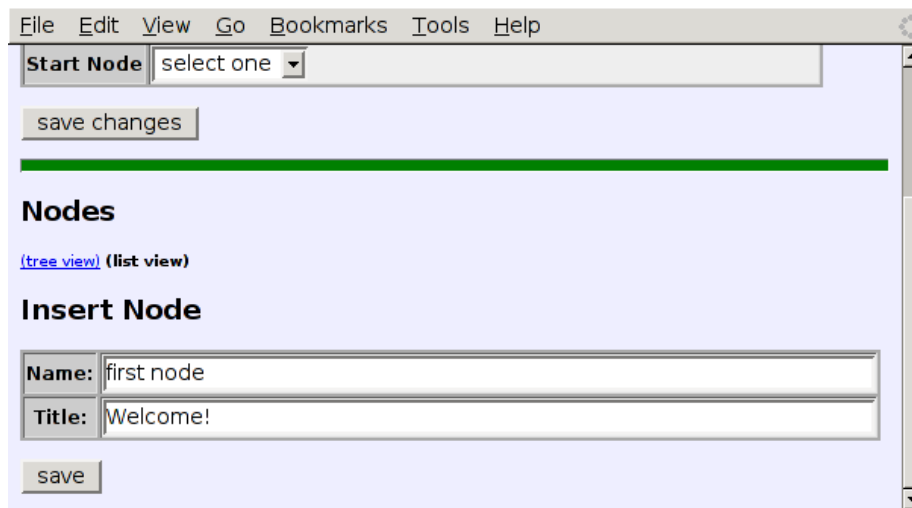 File Edit View Go Bookmarks Tools Help
Start Node select one
save changes
Nodes
(tree view) (list view)
Insert Node
Name: first node
Title: Welcome!
save